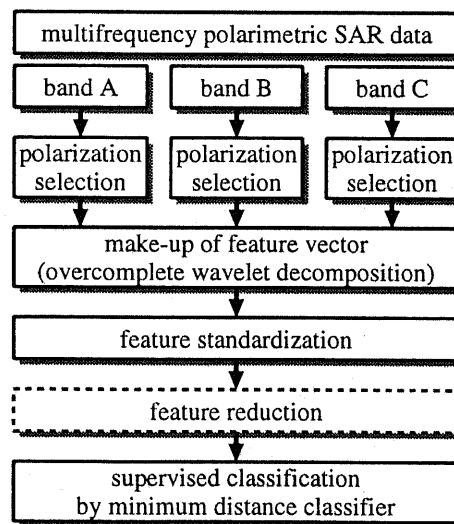 multifrequency polarimetric SAR data
band A
band B
band C
polarization
selection
polarization
selection
polarization
selection
make-up of feature vector
(overcomplete wavelet decomposition)
feature standardization
feature reduction
supervised classification
by minimum distance classifier